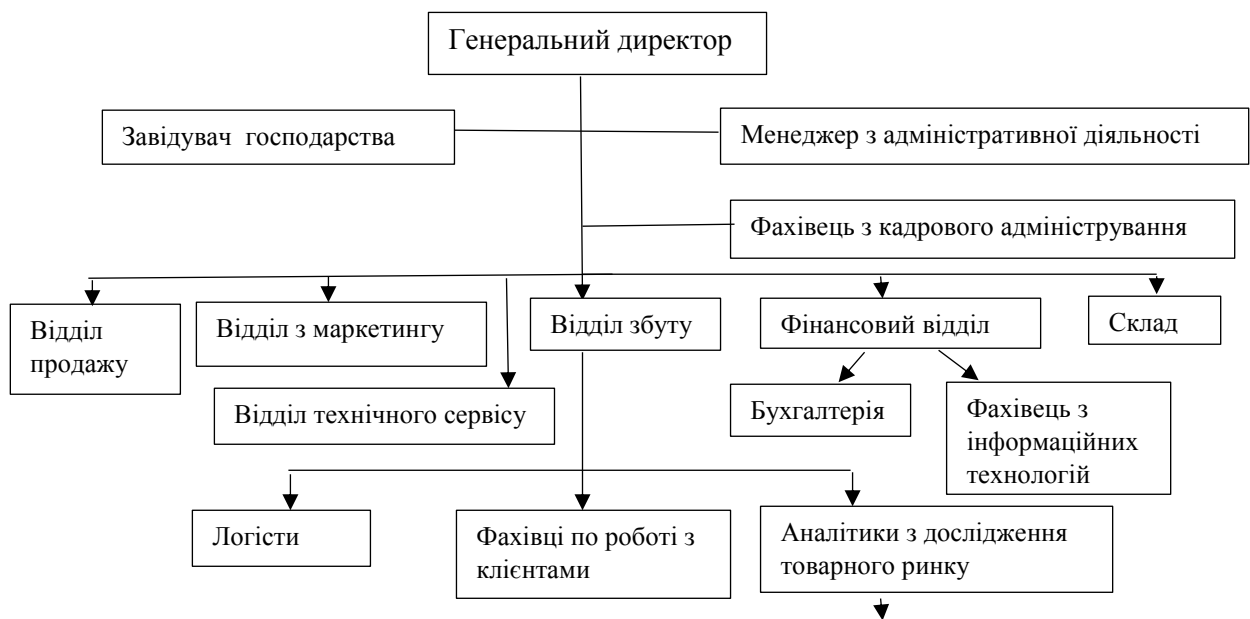 Генеральний директор
Завідувач господарства
Менеджер з адміністративної діяльності
Фахівець з кадрового адміністрування
Відділ
продажу
Відділ з маркетингу
Відділ збуту
Фінансовий відділ
Склад
Відділ технічного сервісу
Бухгалтерія
Фахівець з
інформаційних
технологій
Логісти
Фахівці по роботі з
клієнтами
Аналітики з дослідження
товарного ринку